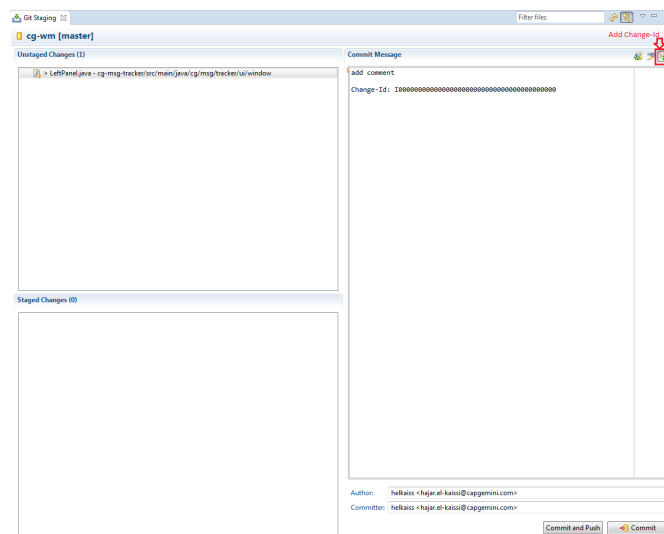 Git Staging
Filter files
cg-wm [master]
Add Change-Id
Unstaged Changes (1)
Commit Message
> LeftPanel.java - cg-msg-tracker/src/main/java/cg/msg/tracker/ui/window
add comment
Change-Id: I0000000000000000000000000000000000000000
Staged Changes (0)
Author: helkaiss <hajar.el-kaissi@capgemini.com>
Committer: helkaiss <hajar.el-kaissi@capgemini.com>
Commit and Push
Commit